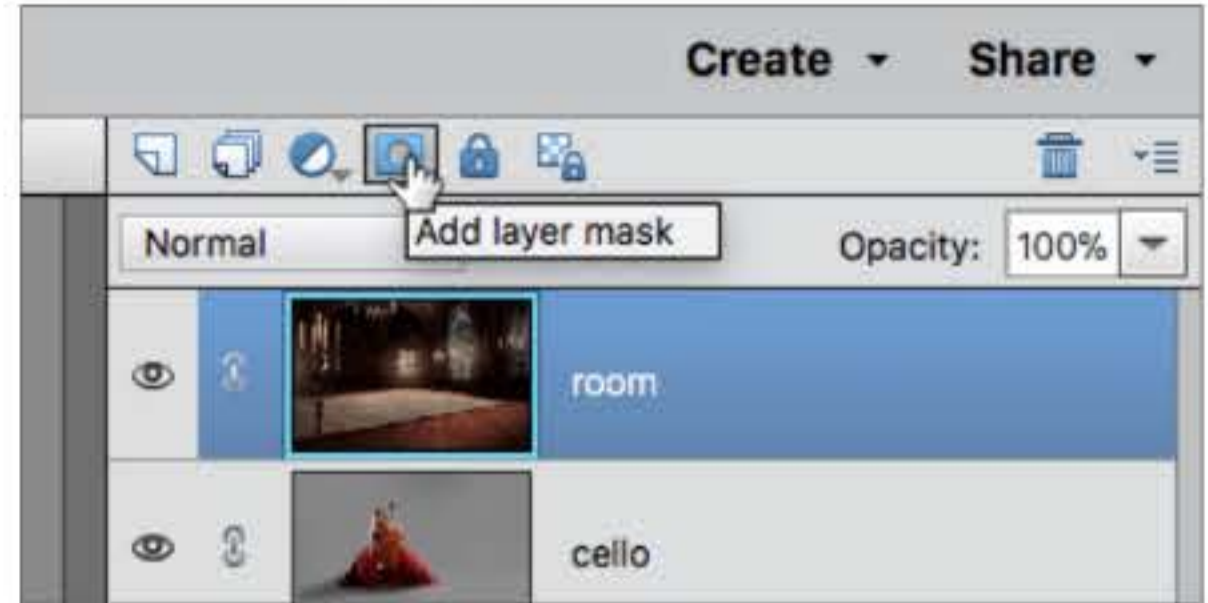 Create Share
Add layer mask
Normal Opacity: 100%
room
cello